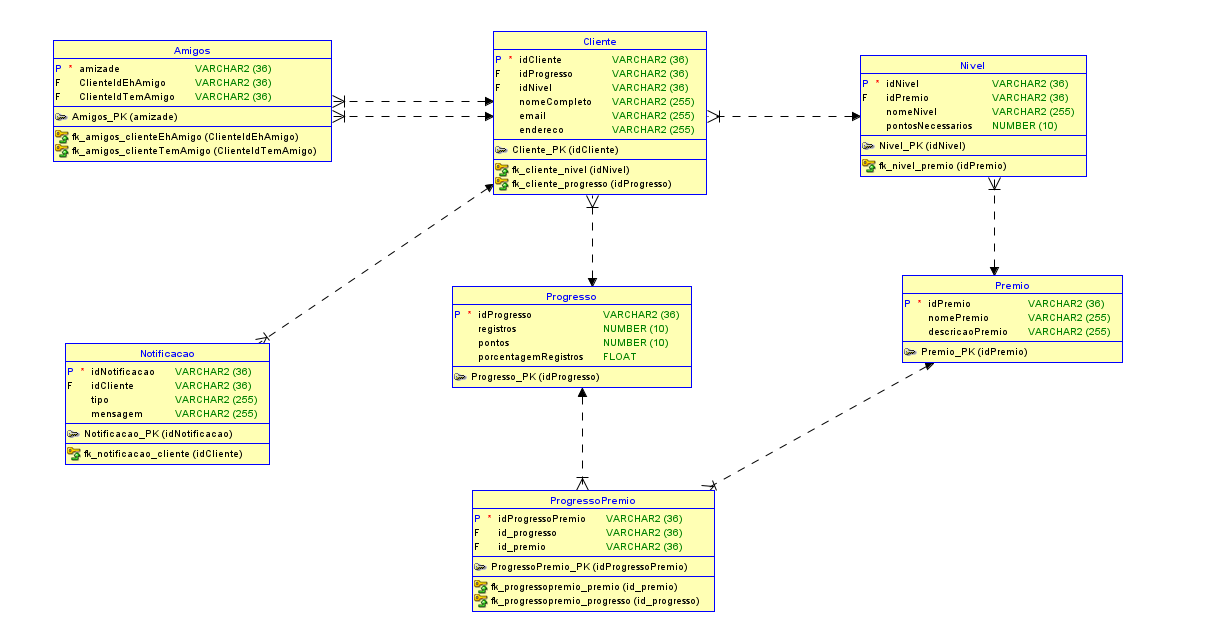 Amigos
P * amizade VARCHAR2 (36)
F ClienteIdEhAmigo VARCHAR2 (36)
F ClienteIdTemAmigo VARCHAR2 (36)
Amigos_PK (amizade)
fk_amigos_clienteEhAmigo (ClienteIdEhAmigo)
fk_amigos_clienteTemAmigo (ClienteIdTemAmigo)
Cliente
P * idCliente VARCHAR2 (36)
F idProgresso VARCHAR2 (36)
F idNivel VARCHAR2 (36)
nomeCompleto VARCHAR2 (255)
email VARCHAR2 (255)
endereco VARCHAR2 (255)
Cliente_PK (idCliente)
fk_cliente_nivel (idNivel)
fk_cliente_progresso (idProgresso)
Nivel
P * idNivel VARCHAR2 (36)
F idPremio VARCHAR2 (36)
nomeNivel VARCHAR2 (255)
pontosNecessarios NUMBER (10)
Nivel_PK (idNivel)
fk_nivel_premio (idPremio)
Progresso
P * idProgresso VARCHAR2 (36)
registros NUMBER (10)
pontos NUMBER (10)
porcentagemRegistros FLOAT
Progresso_PK (idProgresso)
Premio
P * idPremio VARCHAR2 (36)
nomePremio VARCHAR2 (255)
descricaoPremio VARCHAR2 (255)
Premio_PK (idPremio)
Notificacao
P * idNotificacao VARCHAR2 (36)
F idCliente VARCHAR2 (36)
tipo VARCHAR2 (255)
mensagem VARCHAR2 (255)
Notificacao_PK (idNotificacao)
fk_notificacao_cliente (idCliente)
ProgressoPremio
P * idProgressoPremio VARCHAR2 (36)
F id_progresso VARCHAR2 (36)
F id_premio VARCHAR2 (36)
ProgressoPremio_PK (idProgressoPremio)
fk_progressopremio_premio (id_premio)
fk_progressopremio_progresso (id_progresso)